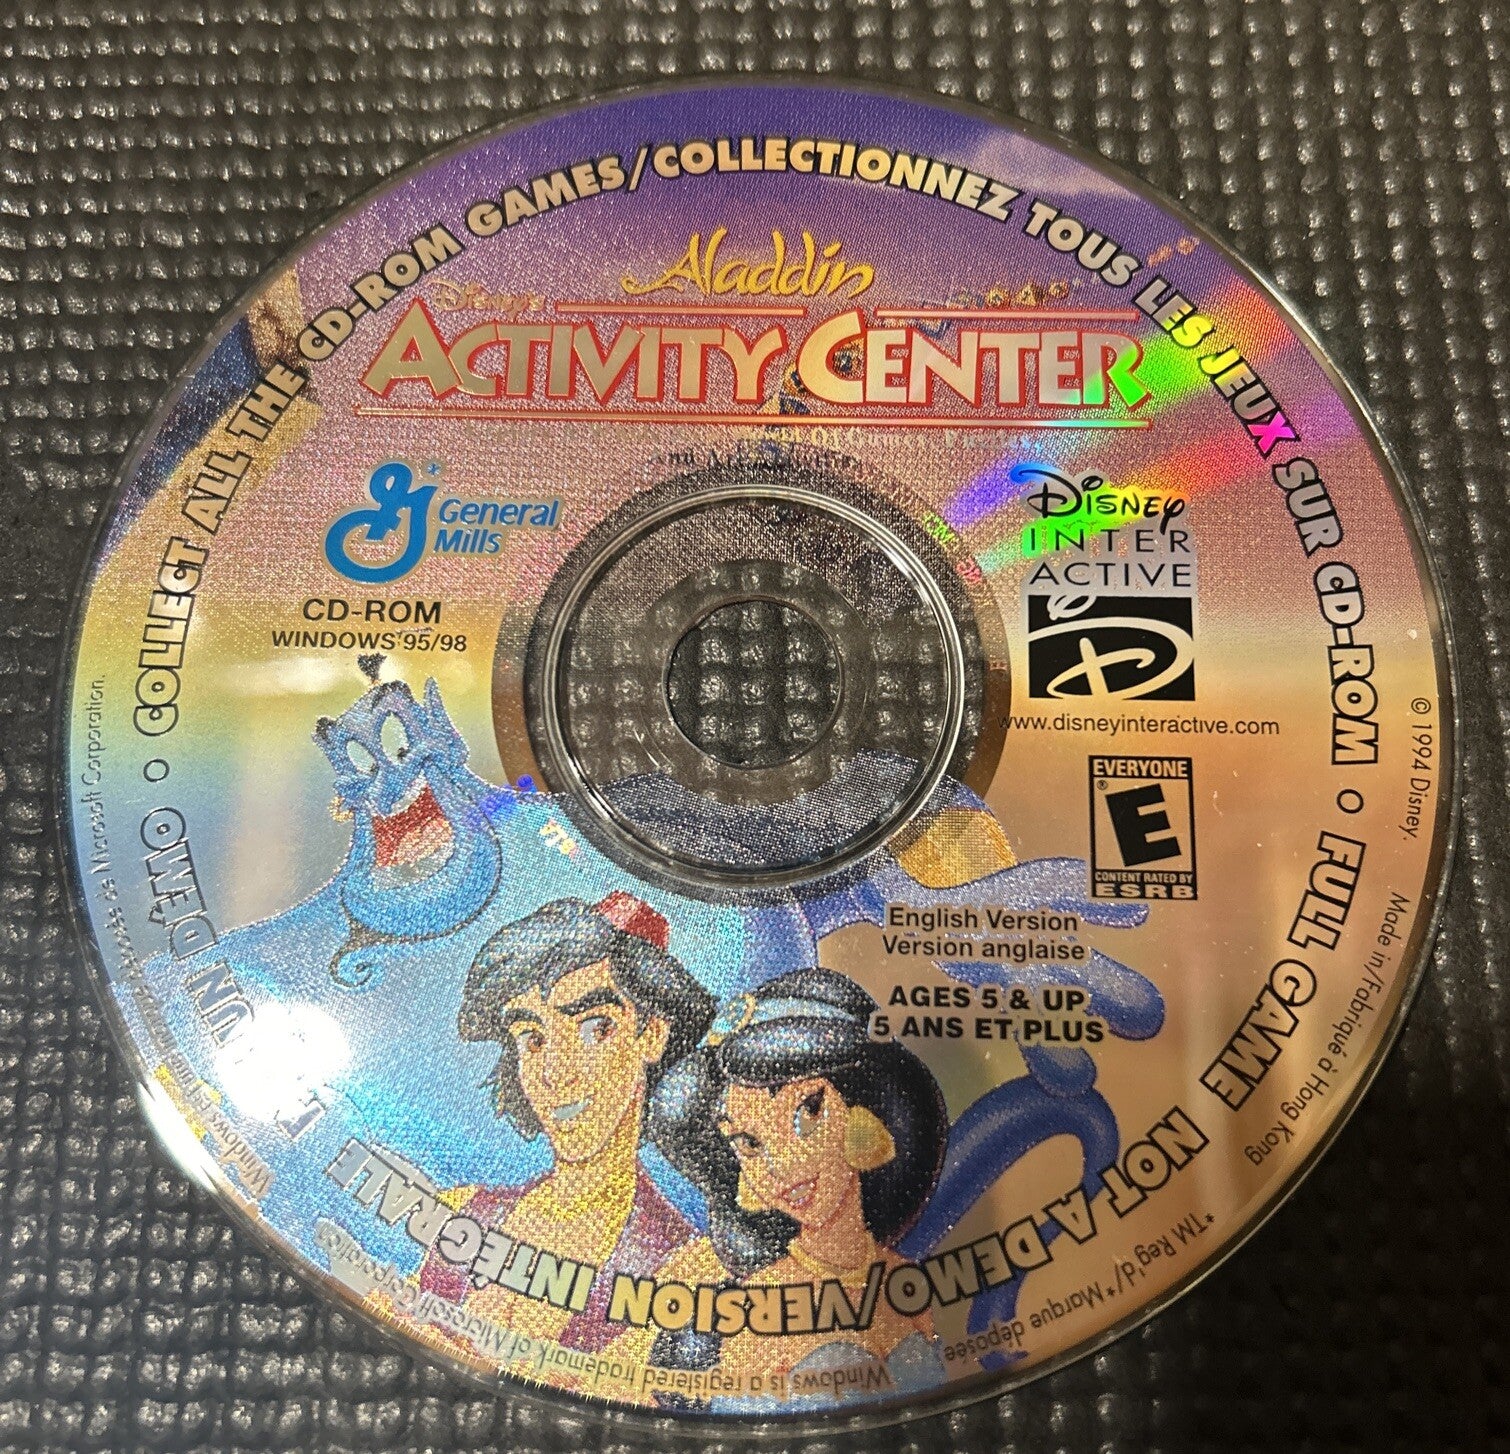 COLLECT ALL THE CD-ROM GAMES/COLLECTIONNEZ TOUS LES JEUX SUR CD-ROM
Aladdin
Disney's
ACTIVITY CENTER
General
Mills
CD-ROM
WINDOWS 95/98
Disney
INTER
ACTIVE
www.disneyinteractive.com
EVERYONE
E
CONTENT RATED BY
ESRB
English Version
Version anglaise
AGES 5 & UP
5 ANS ET PLUS
FULL GAME NOT A DEMO/VERSION INTÉGRALE
©1994 Disney.
Made in/Fabriqué à Hong Kong
*TM Reg'd/*Marque déposée
Windows is a registered trademark of Microsoft Corporation.